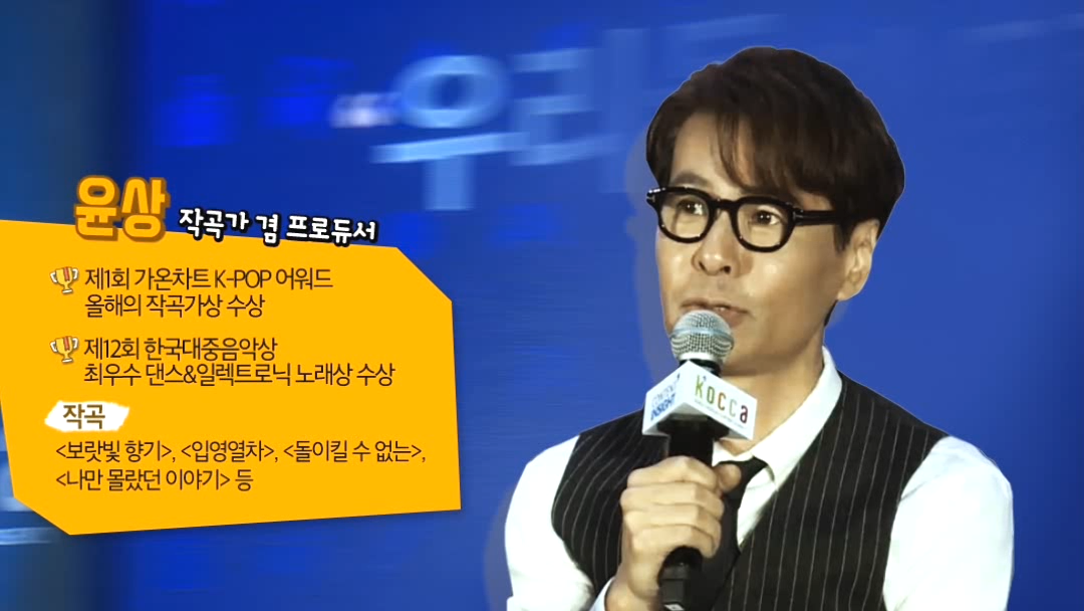 우리
윤상 작곡가 겸 프로듀서
제1회 가온차트 K-POP 어워드
올해의 작곡가상 수상
제12회 한국대중음악상
최우수 댄스&일렉트로닉 노래상 수상
작곡
<보랏빛 향기>, <입영열차>, <돌이킬 수 없는>,
<나만 몰랐던 이야기> 등
INSIGHT
KOCCA